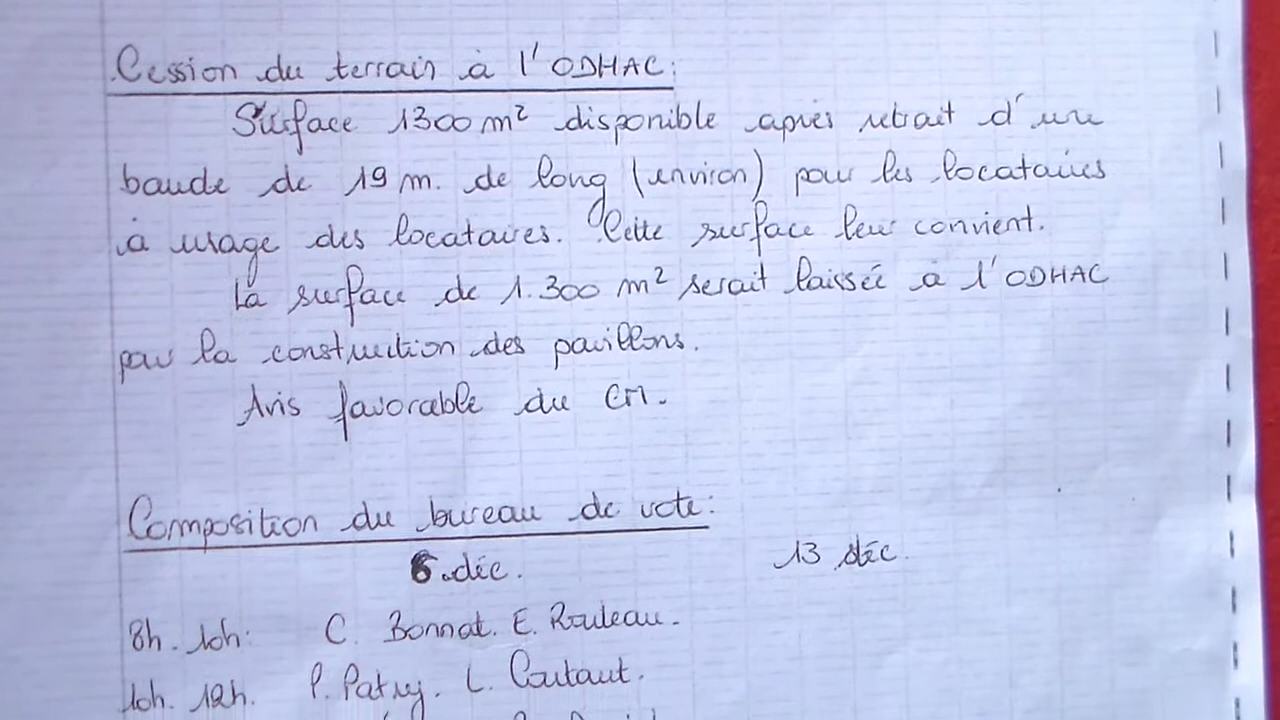 Cession du terrain à l'ODHAC:
Surface 1300 m² disponible après retrait d'une
bande de 19 m. de long (environ) pour les locataires
à usage des locataires. Cette surface leur convient.
La surface de 1.300 m² serait laissée à l'ODHAC
pour la construction des pavillons.
Avis favorable du CM.
Composition du bureau de vote:
6.déc. 13 déc.
8h. 10h: C. Bonnat. E. Rouleau.
10h. 12h. P. Patry. L. Coutaut.